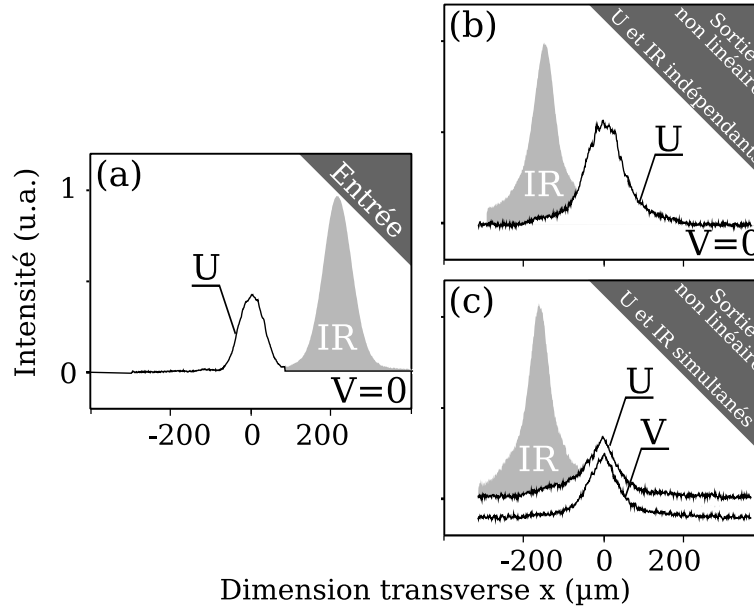 (a)
Entrée
Intensité (u.a.)
1
0
U
IR
V=0
-200
0
200
(b)
Sortie
non linéaire
U et IR indépendants
IR
U
V=0
(c)
Sortie
non linéaire
U et IR simultanés
IR
U
V
-200
0
200
Dimension transverse x (µm)